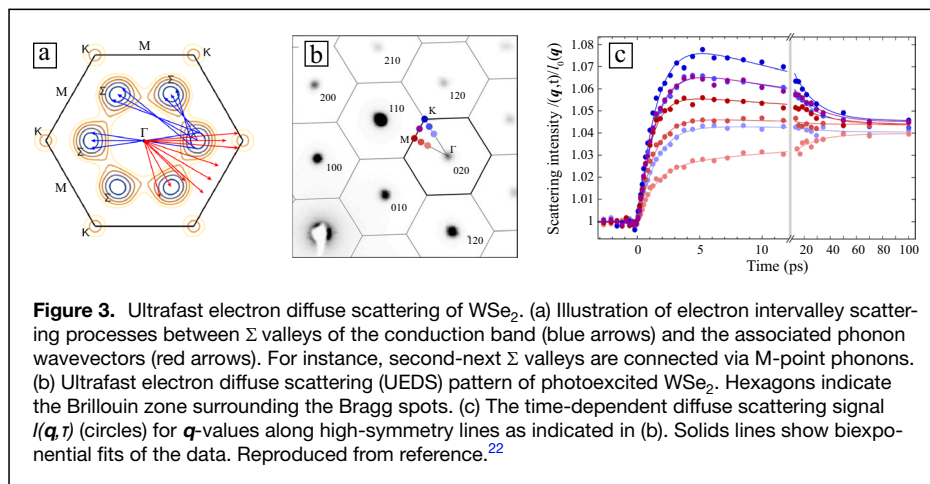 a
M
K
K
Σ
Σ
M
Γ
K
K
Σ
Σ
M
M
K
K
b
210
200
110
120
K
M
Γ
100
020
010
120
c
1.08
1.07
1.06
1.05
1.04
1.03
1.02
1.01
1
Scattering intensity I(q,t)/I0(q)
0 5 10 20 40 60 80 100
Time (ps)
Figure 3. Ultrafast electron diffuse scattering of WSe2. (a) Illustration of electron intervalley scatter-
ing processes between Σ valleys of the conduction band (blue arrows) and the associated phonon
wavevectors (red arrows). For instance, second-next Σ valleys are connected via M-point phonons.
(b) Ultrafast electron diffuse scattering (UEDS) pattern of photoexcited WSe2. Hexagons indicate
the Brillouin zone surrounding the Bragg spots. (c) The time-dependent diffuse scattering signal
I(q,τ) (circles) for q-values along high-symmetry lines as indicated in (b). Solids lines show biexpo-
nential fits of the data. Reproduced from reference.22